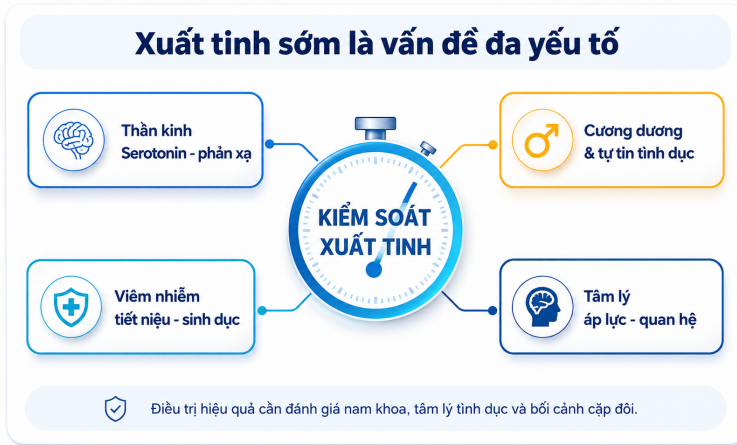 Xuất tinh sớm là vấn đề đa yếu tố
Thần kinh
Serotonin - phản xạ
Cương dương
& tự tin tình dục
KIỂM SOÁT
XUẤT TINH
Viêm nhiễm
tiết niệu - sinh dục
Tâm lý
áp lực - quan hệ
Điều trị hiệu quả cần đánh giá nam khoa, tâm lý tình dục và bối cảnh cặp đôi.